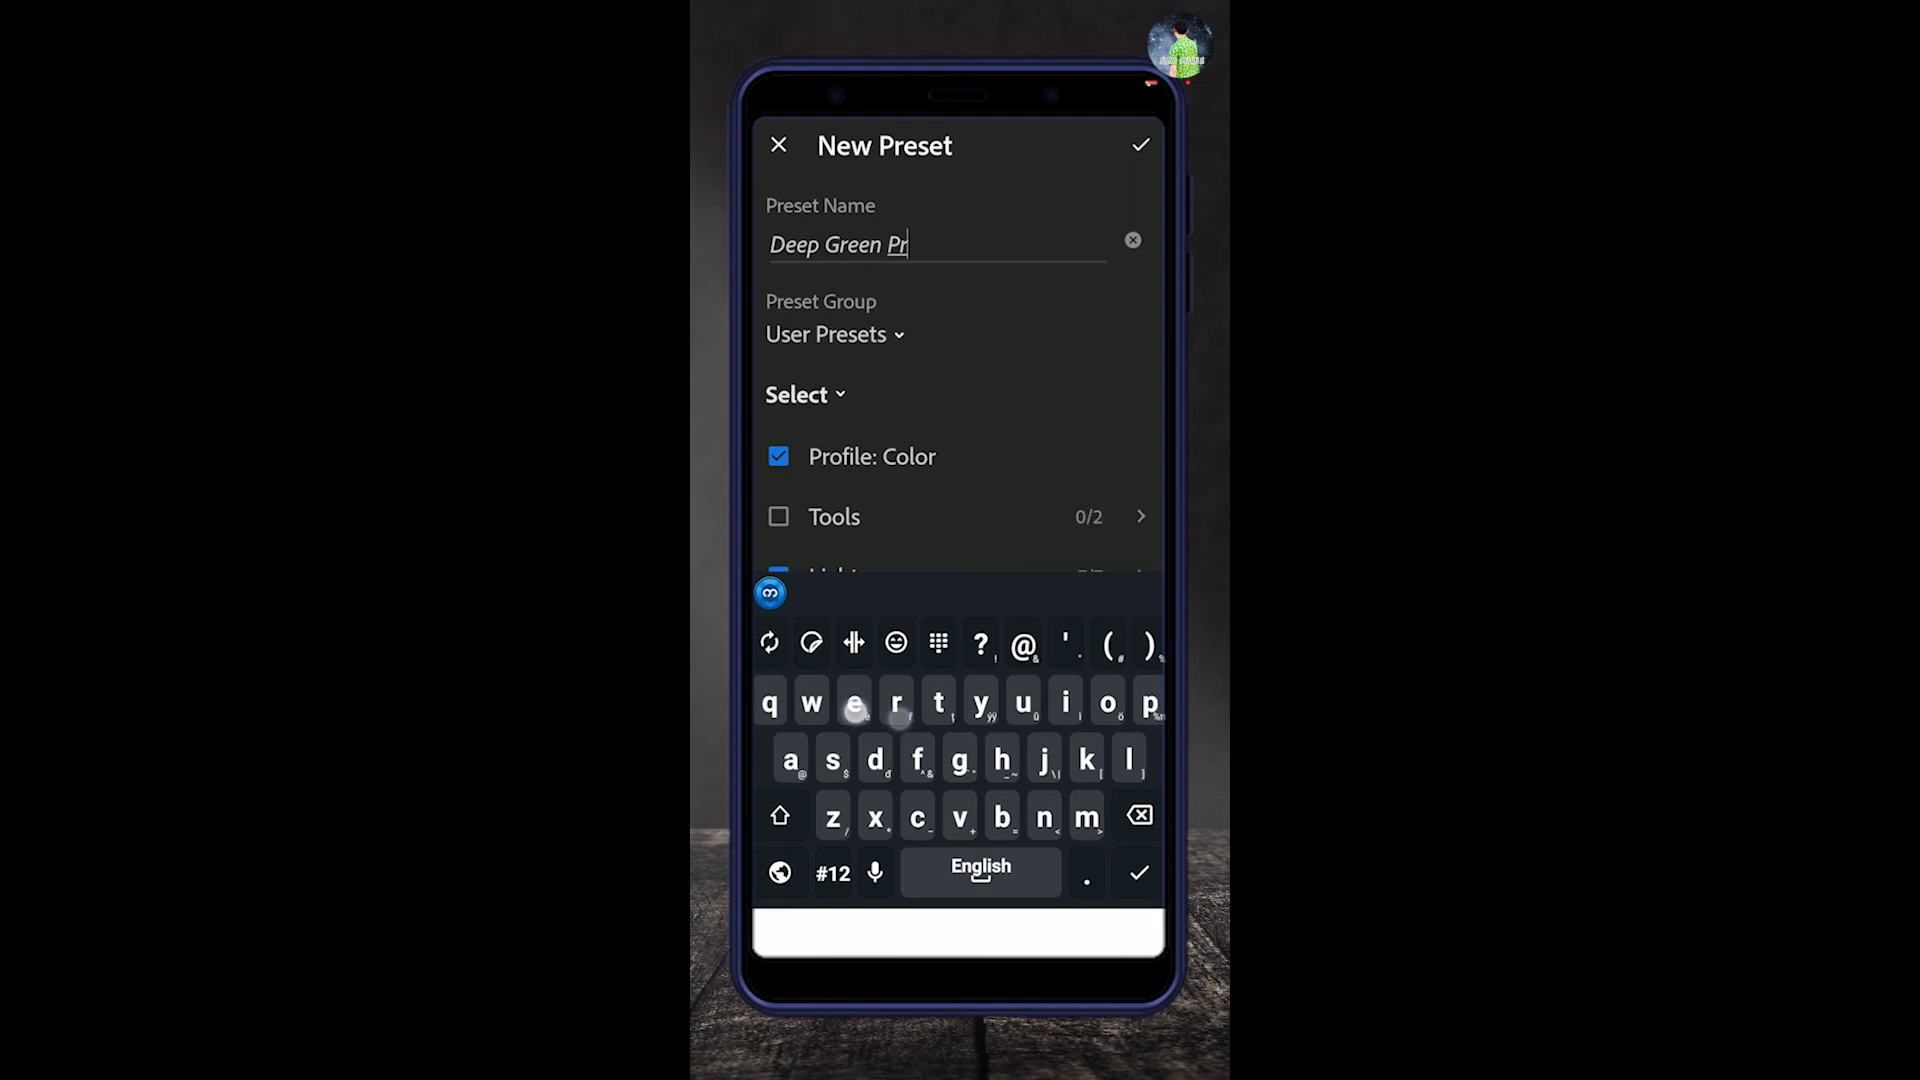 New Preset
Preset Name
Deep Green Pr
Preset Group
User Presets
Select
Profile: Color
Tools 0/2
? ! @ & ' ( # ) %
q w e r t y u i o p
a s d f g h j k l
z x c v b n m
#12 English .